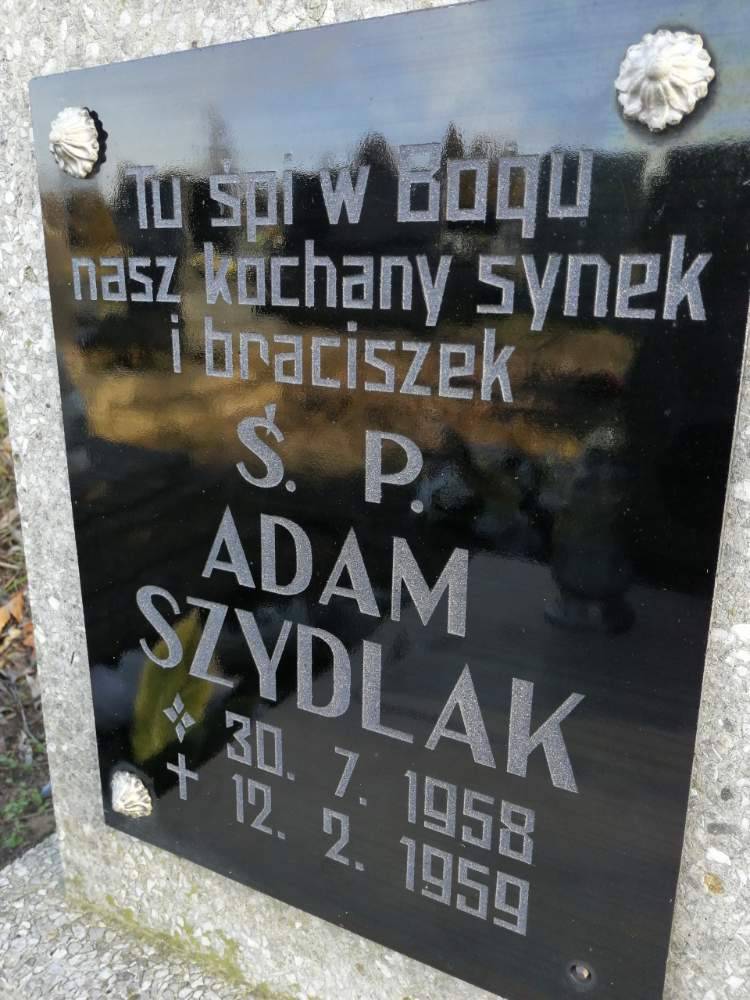 Tu śpi w Bogu
nasz kochany synek
i braciszek
Ś. P.
ADAM
SZYDLAK
30. 7. 1958
12. 2. 1959